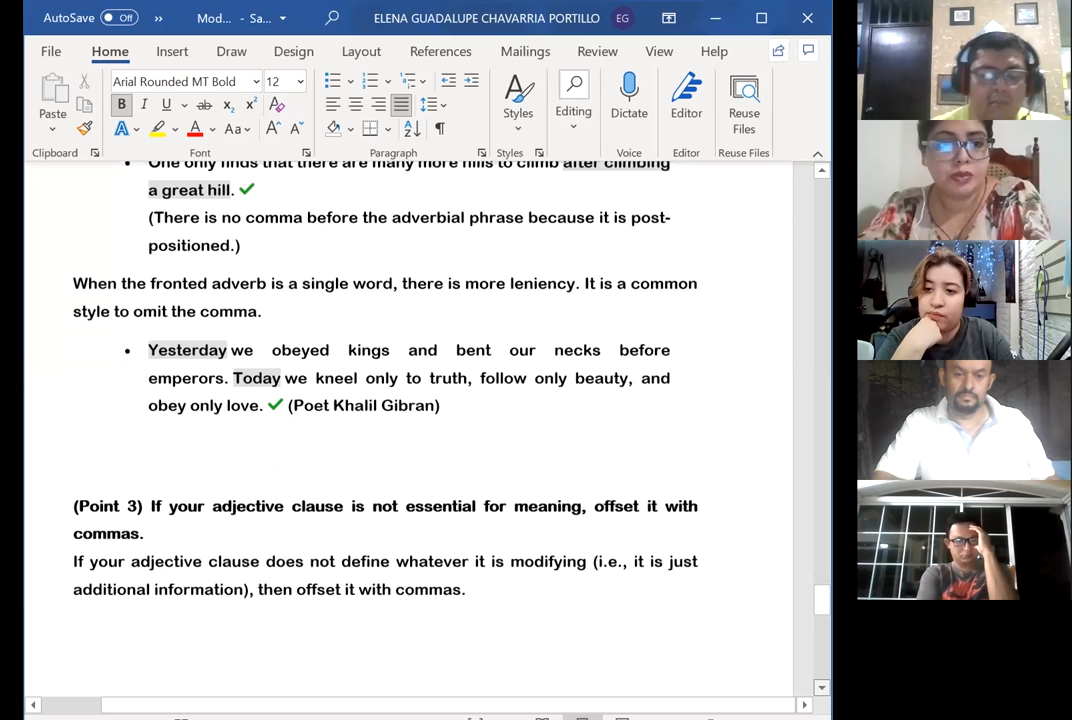 AutoSave Off Mod... - Sa... ELENA GUADALUPE CHAVARRIA PORTILLO EG
File Home Insert Draw Design Layout References Mailings Review View Help
Arial Rounded MT Bold 12
Paste B I U ab x2 x2 A
A A Aa A A
Styles Editing Dictate Editor Reuse Files
Clipboard Font Paragraph Styles Voice Editor Reuse Files
• One only finds that there are many more hills to climb after climbing
a great hill. ✓
(There is no comma before the adverbial phrase because it is post-
positioned.)
When the fronted adverb is a single word, there is more leniency. It is a common
style to omit the comma.
• Yesterday we obeyed kings and bent our necks before
emperors. Today we kneel only to truth, follow only beauty, and
obey only love. ✓ (Poet Khalil Gibran)
(Point 3) If your adjective clause is not essential for meaning, offset it with
commas.
If your adjective clause does not define whatever it is modifying (i.e., it is just
additional information), then offset it with commas.